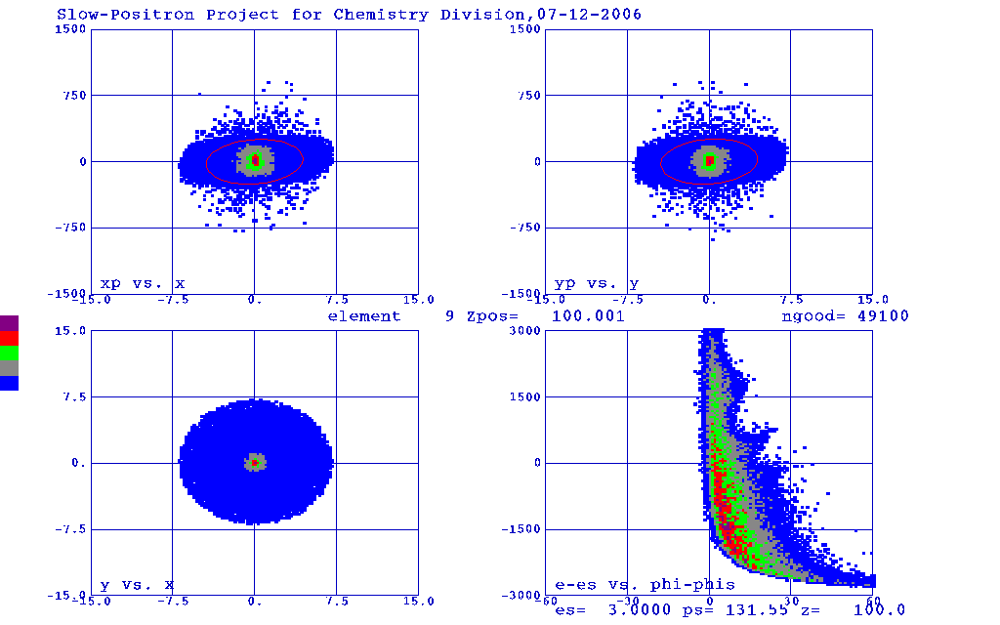 Slow-Positron Project for Chemistry Division,07-12-2006
1500
750
0
-750
-1500
xp vs. x
-15.0 -7.5 0. 7.5 15.0
1500
750
0
-750
-1500
yp vs. y
-15.0 -7.5 0. 7.5 15.0
element 9 Zpos= 100.001 ngood= 49100
15.0
7.5
0.
-7.5
-15.0
y vs. x
-15.0 -7.5 0. 7.5 15.0
3000
1500
0
-1500
-3000
e-es vs. phi-phis
-60 -30 0. 30 60
es= 3.0000 ps= 131.55 z= 100.0